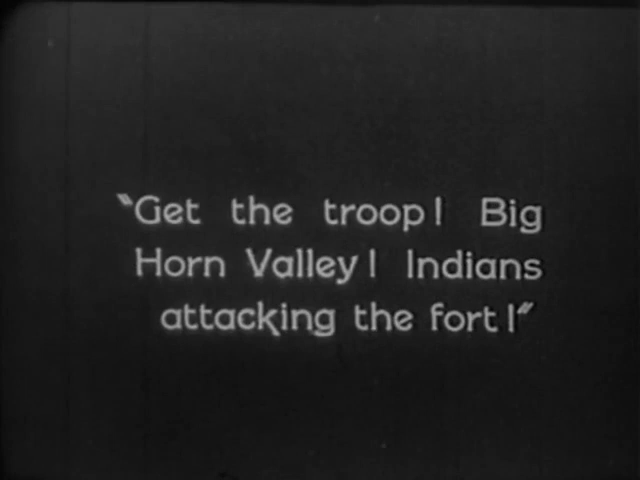 "Get the troop! Big
Horn Valley! Indians
attacking the fort!"